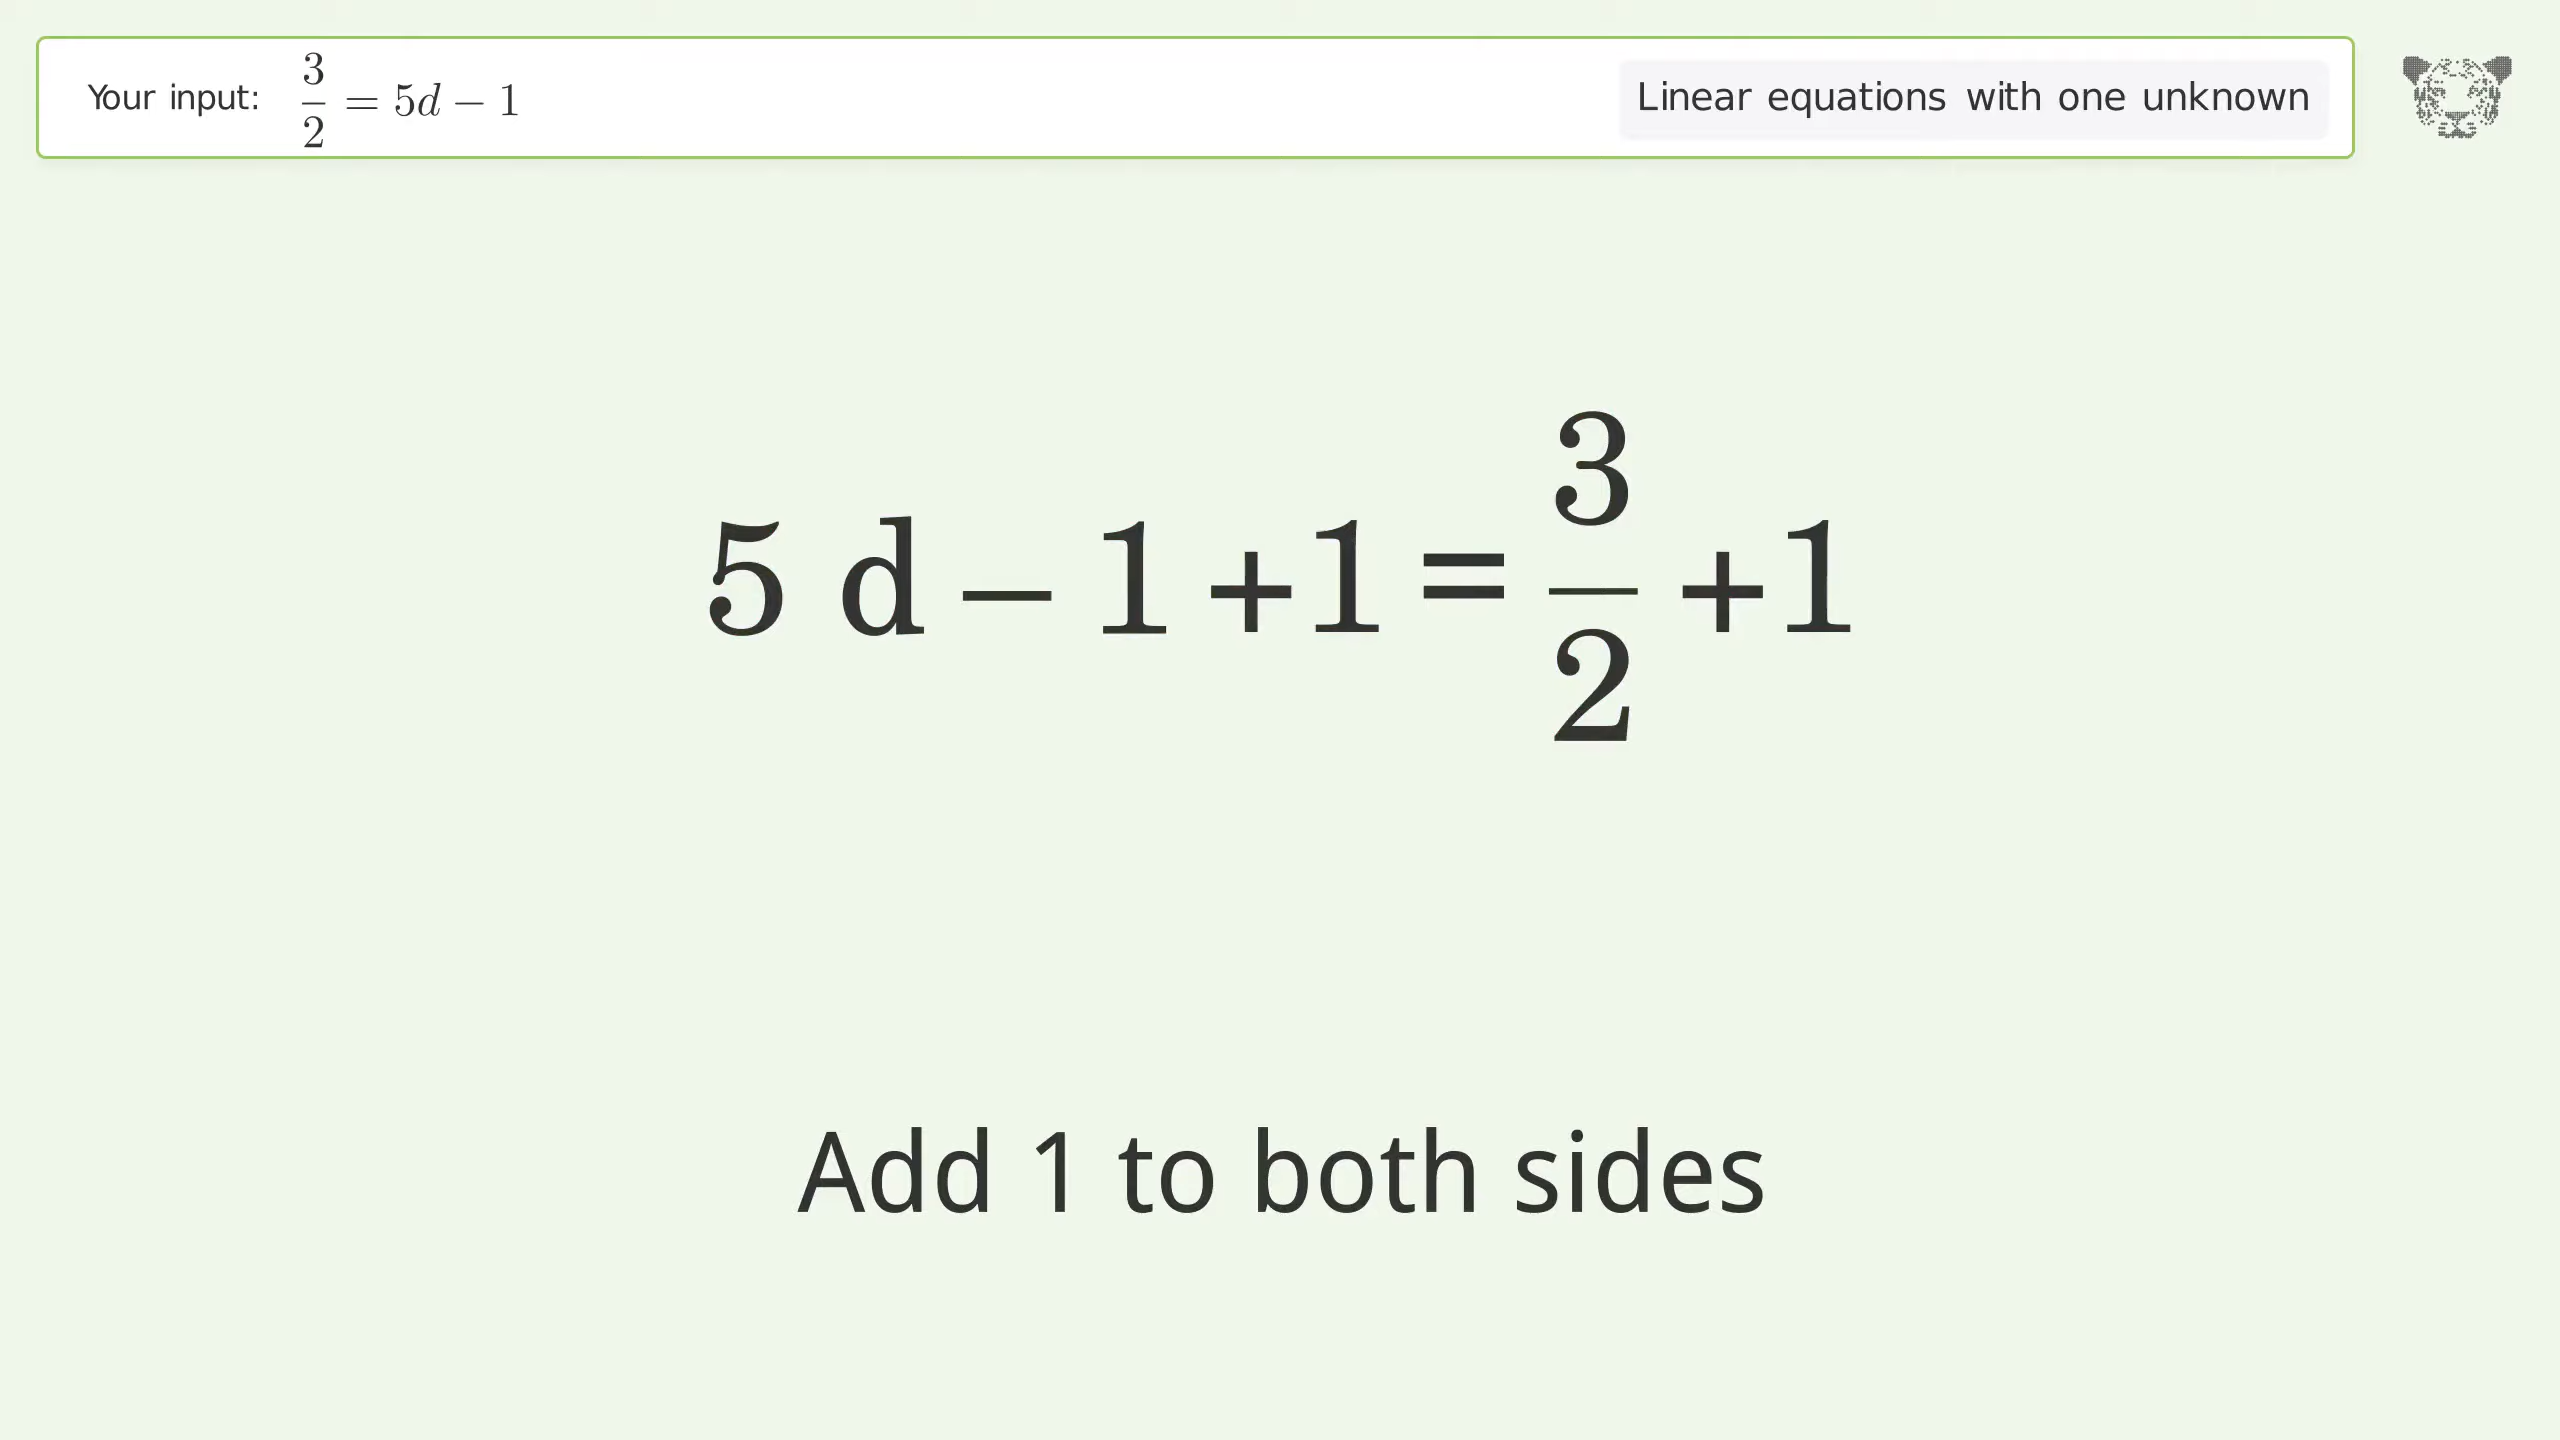 Your input: 3/2 = 5d − 1
Linear equations with one unknown
5 d − 1 + 1 = 3/2 + 1
Add 1 to both sides